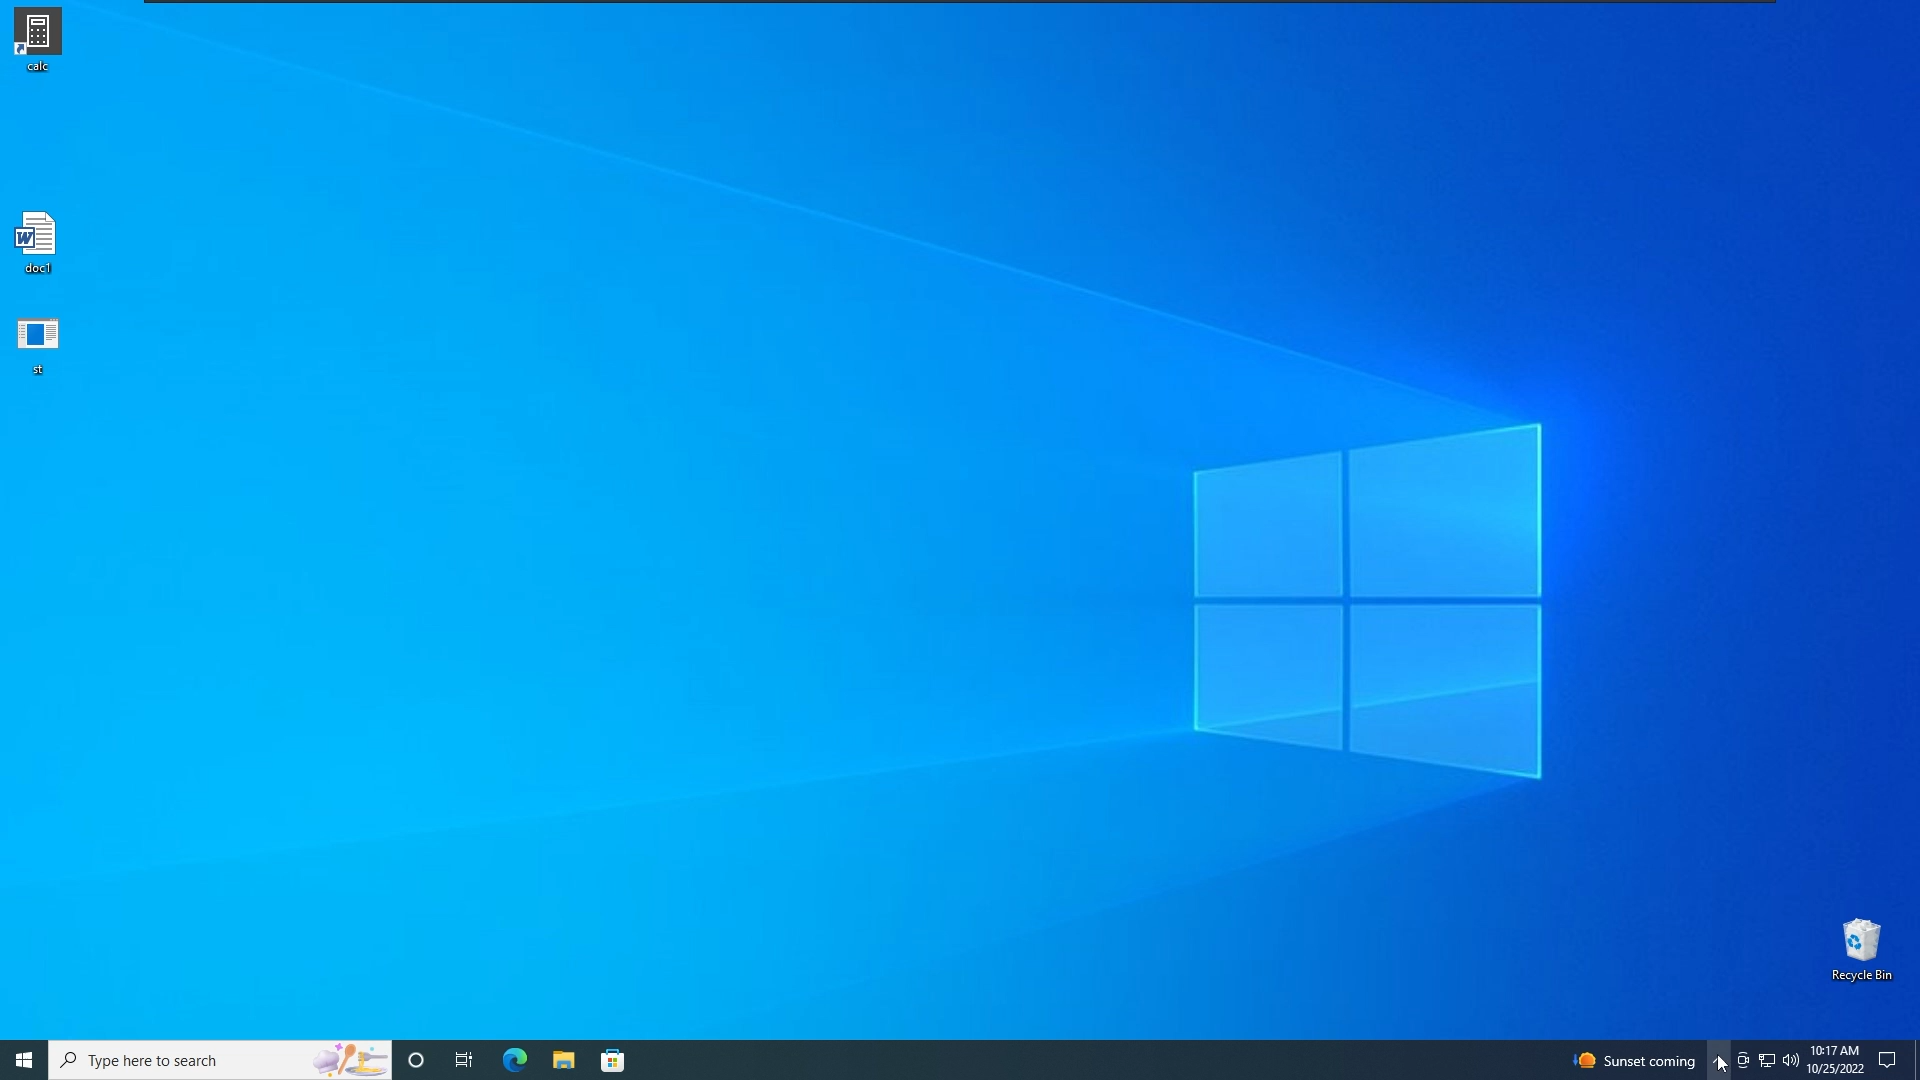 calc
W
doc1
st
Recycle Bin
Type here to search
Sunset coming
10:17 AM
10/25/2022